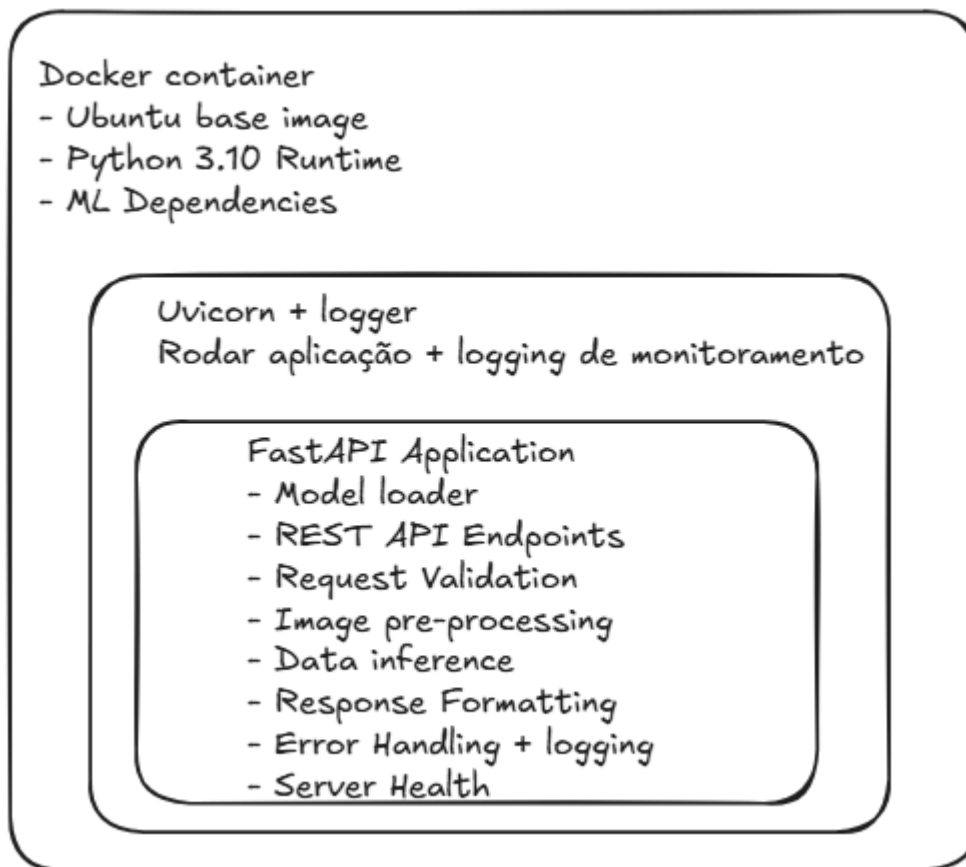 Docker container
- Ubuntu base image
- Python 3.10 Runtime
- ML Dependencies
Uvicorn + logger
Rodar aplicação + logging de monitoramento
FastAPI Application
- Model loader
- REST API Endpoints
- Request Validation
- Image pre-processing
- Data inference
- Response Formatting
- Error Handling + logging
- Server Health